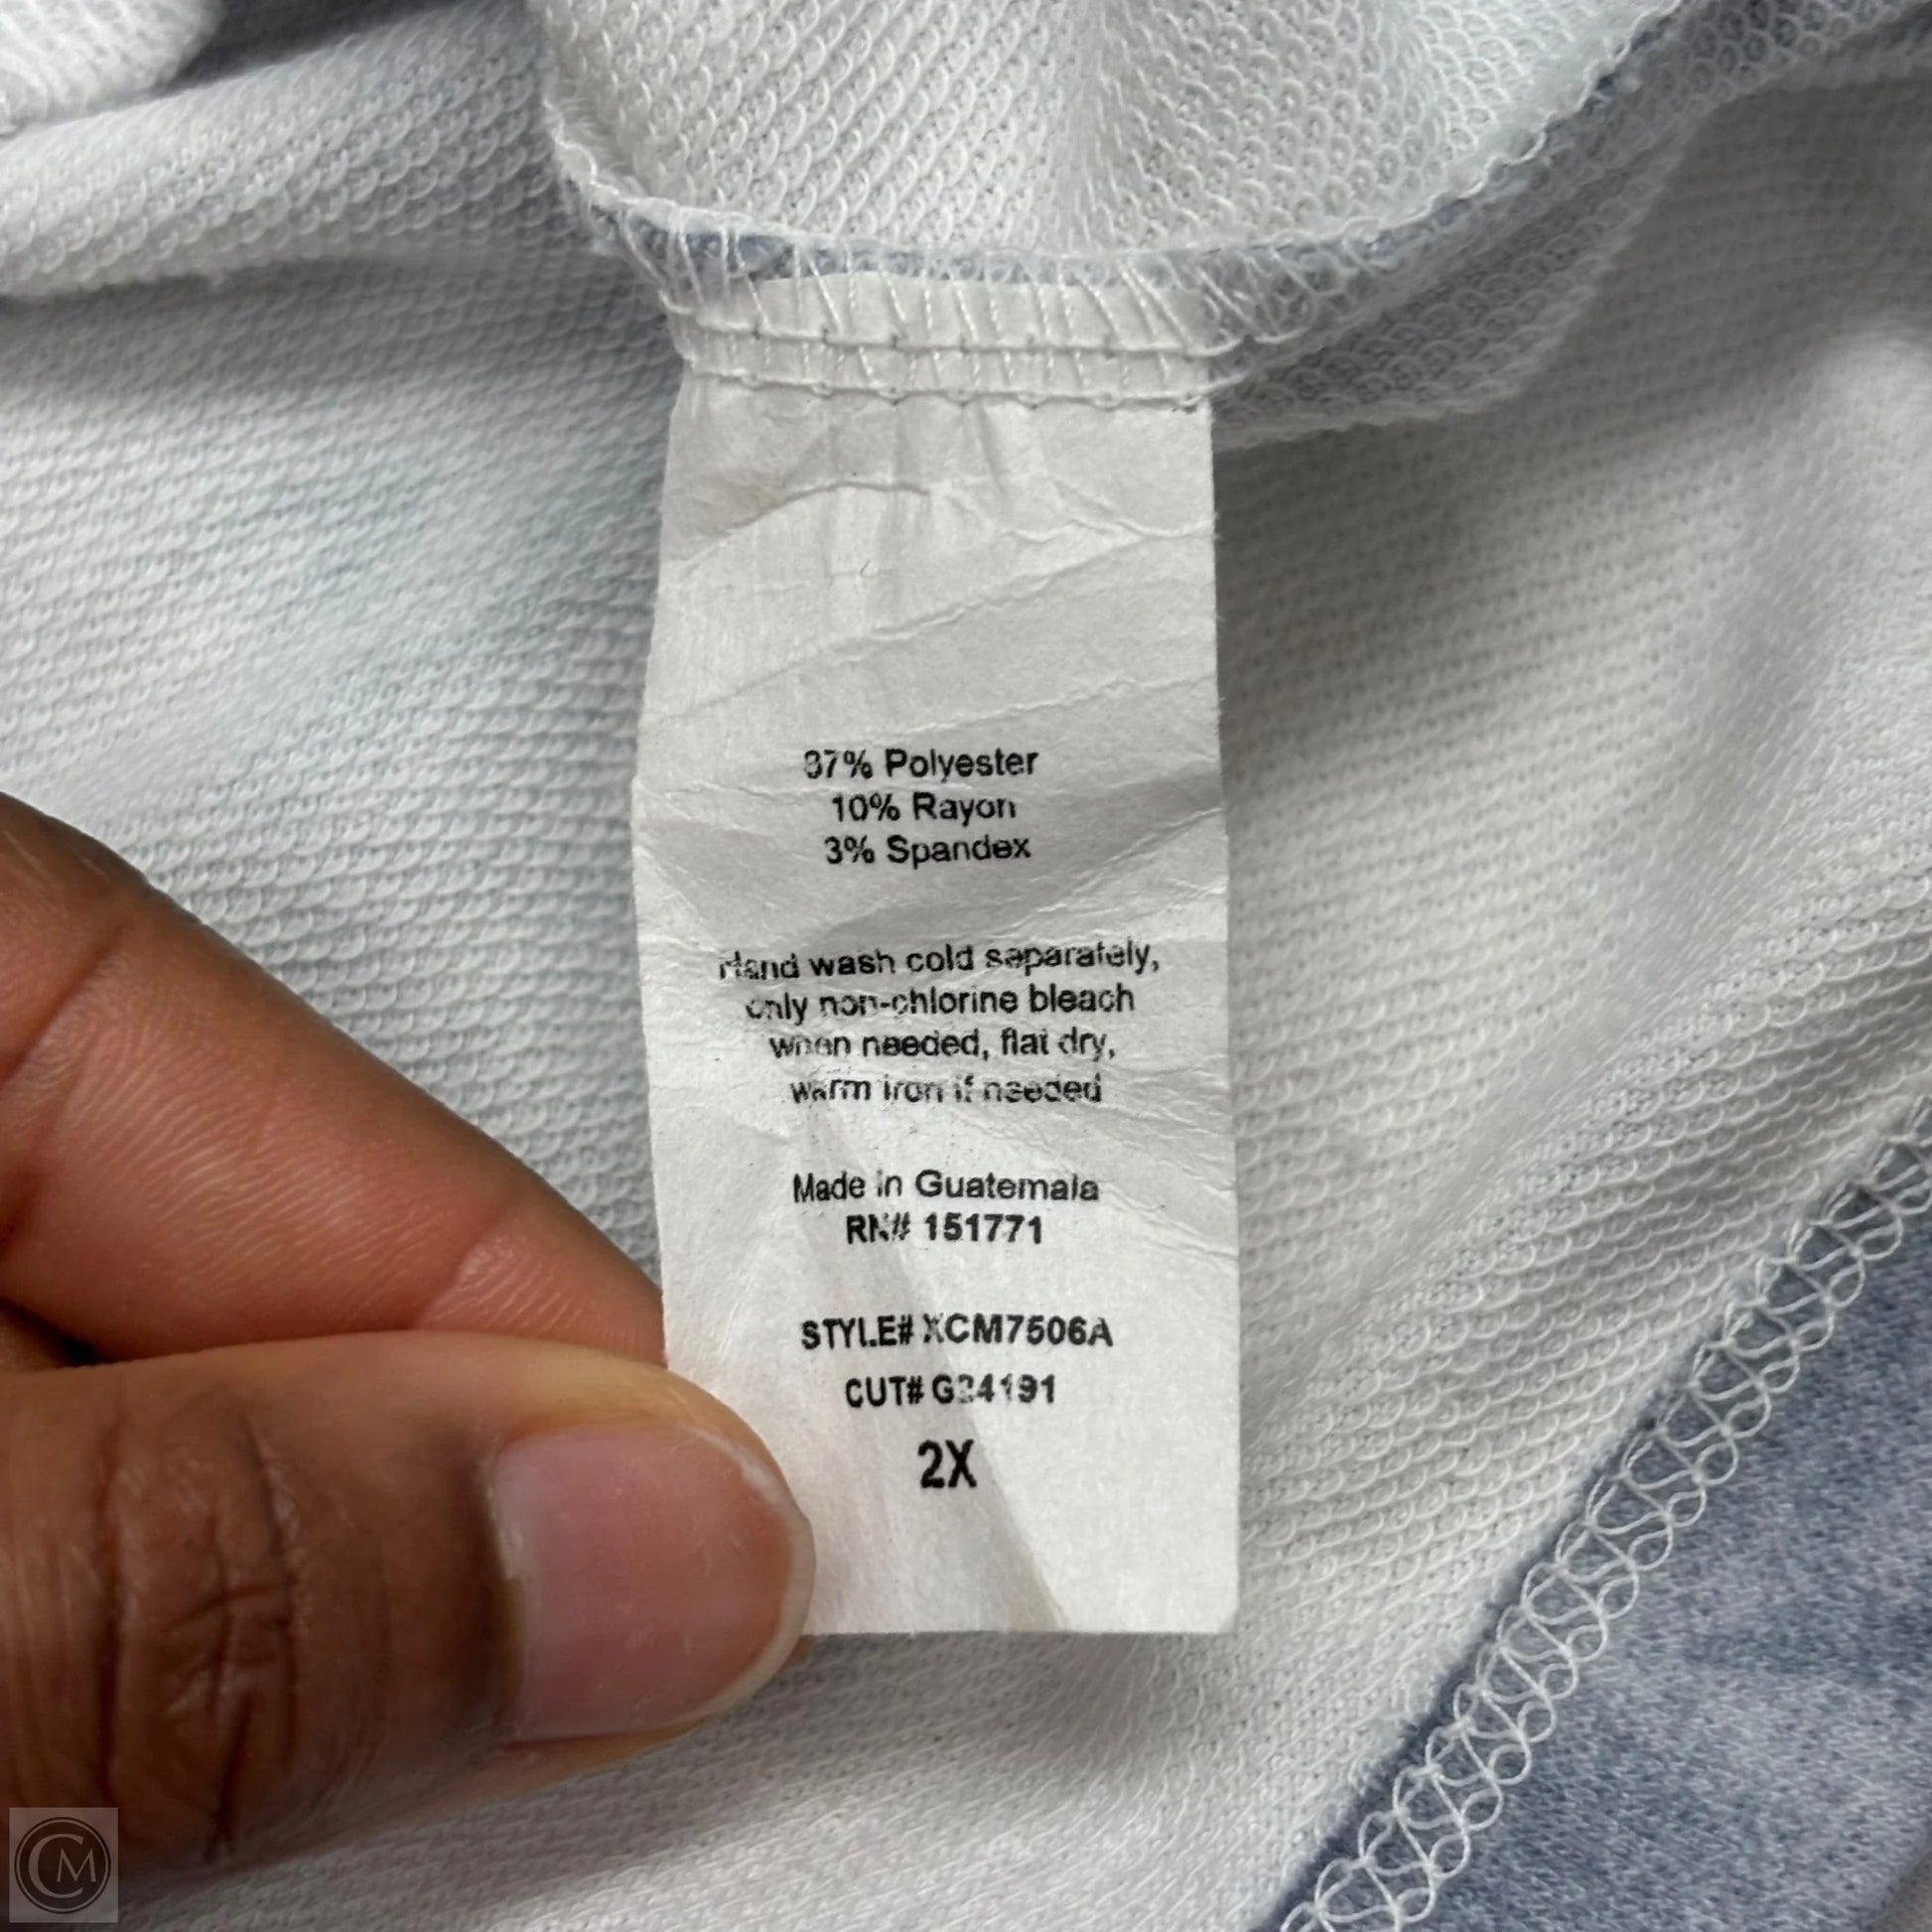 87% Polyester
10% Rayon
3% Spandex
Hand wash cold separately,
only non-chlorine bleach
when needed, flat dry,
warm iron if needed
Made in Guatemala
RN# 151771
STYLE# XCM7506A
CUT#
2X
CM